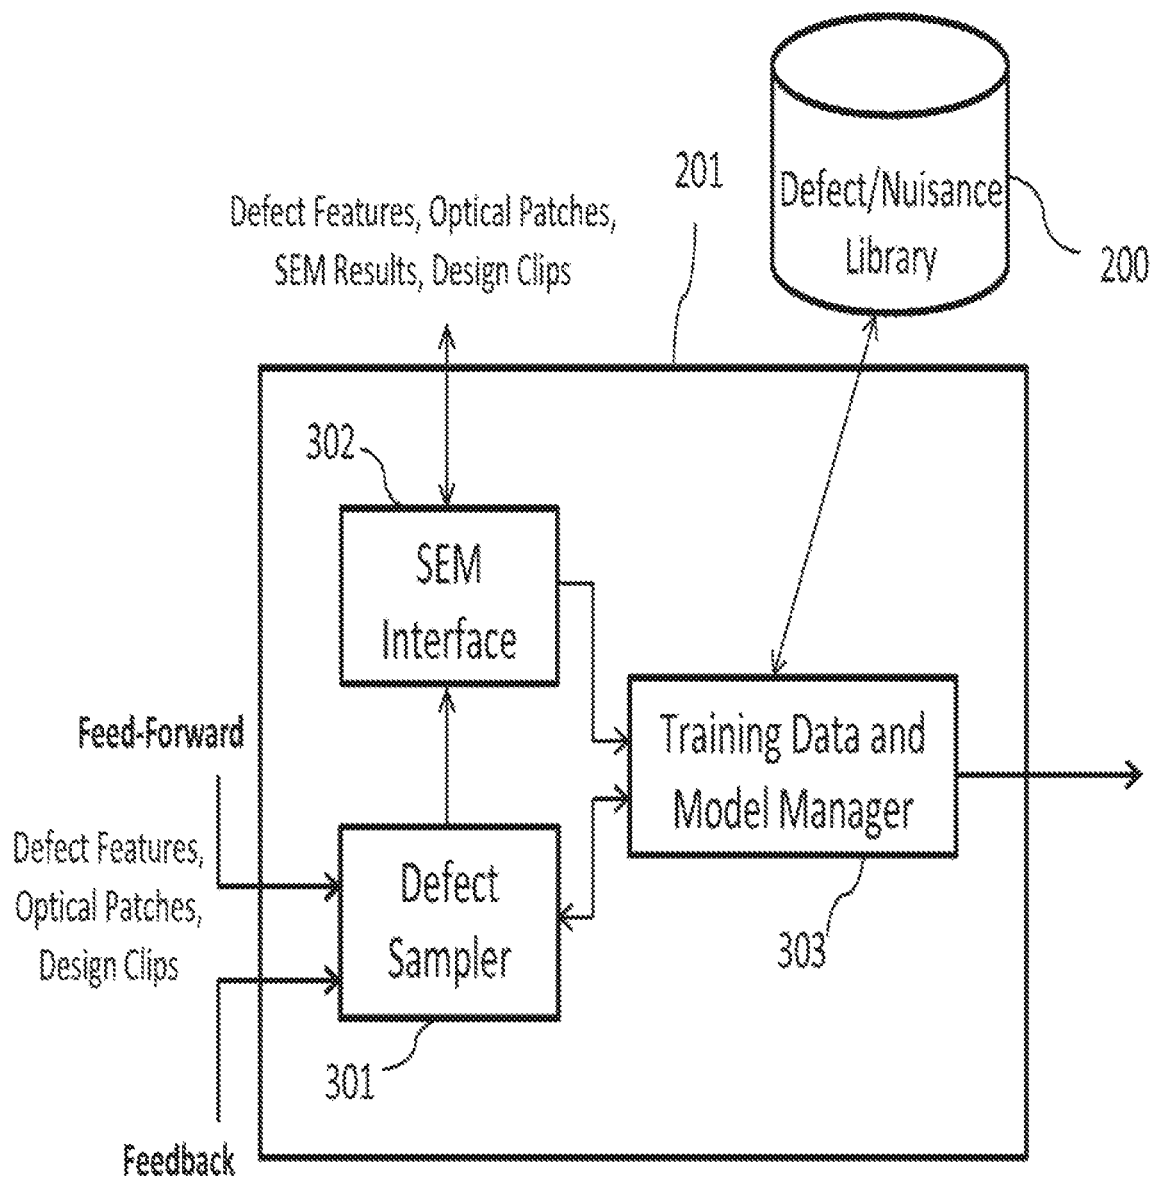 201
Defect/Nuisance
Library
200
Defect Features, Optical Patches,
SEM Results, Design Clips
302
SEM
Interface
Feed-Forward
Training Data and
Model Manager
Defect Features,
Optical Patches,
Design Clips
Defect
Sampler
303
301
Feedback